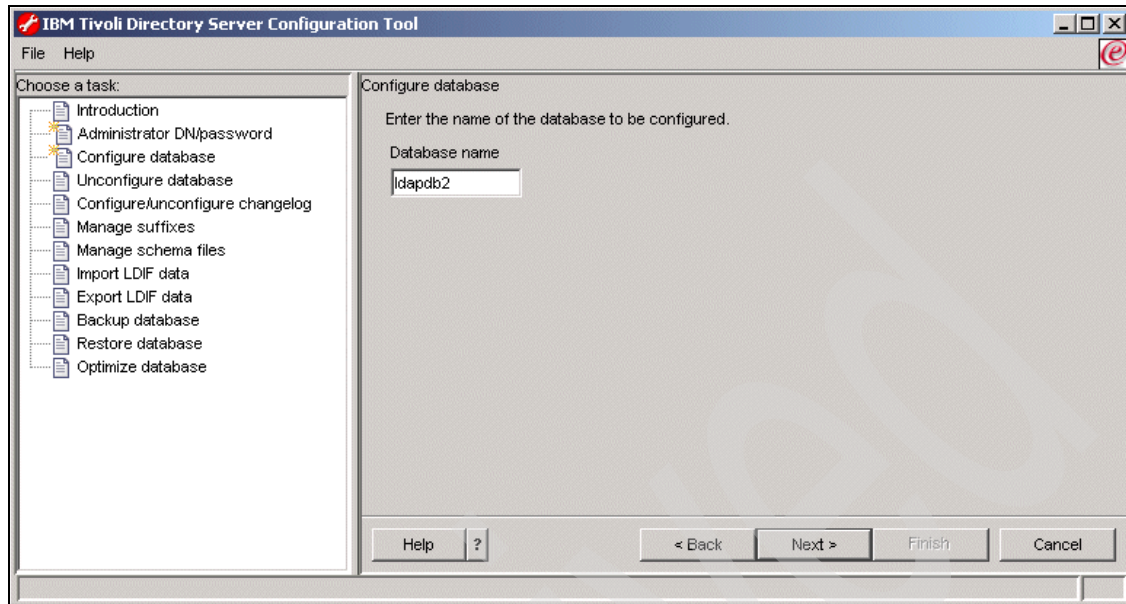 IBM Tivoli Directory Server Configuration Tool
File Help
Choose a task:
Introduction
Administrator DN/password
Configure database
Unconfigure database
Configure/unconfigure changelog
Manage suffixes
Manage schema files
Import LDIF data
Export LDIF data
Backup database
Restore database
Optimize database
Configure database
Enter the name of the database to be configured.
Database name
ldapdb2
Help ? < Back Next > Finish Cancel